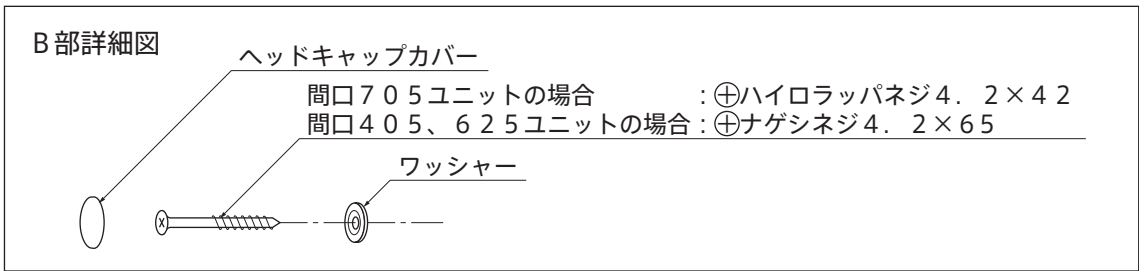 B部詳細図
ヘッドキャップカバー
間口705ユニットの場合 : ⊕ハイロラッパネジ4.2×42
間口405、625ユニットの場合 : ⊕ナゲシネジ4.2×65
ワッシャー